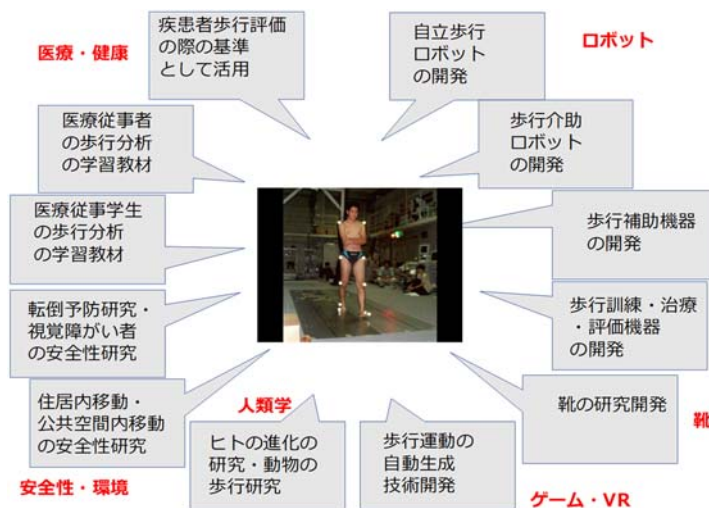 医療・健康
疾患者歩行評価
の際の基準
として活用
自立歩行
ロボット
の開発
ロボット
医療従事者
の歩行分析
の学習教材
歩行介助
ロボット
の開発
医療従事学生
の歩行分析
の学習教材
歩行補助機器
の開発
転倒予防研究・
視覚障がい者
の安全性研究
歩行訓練・治療
・評価機器
の開発
住居内移動・
公共空間内移動
の安全性研究
人類学
ヒトの進化の
研究・動物の
歩行研究
歩行運動の
自動生成
技術開発
靴の研究開発
靴
安全性・環境
ゲーム・VR